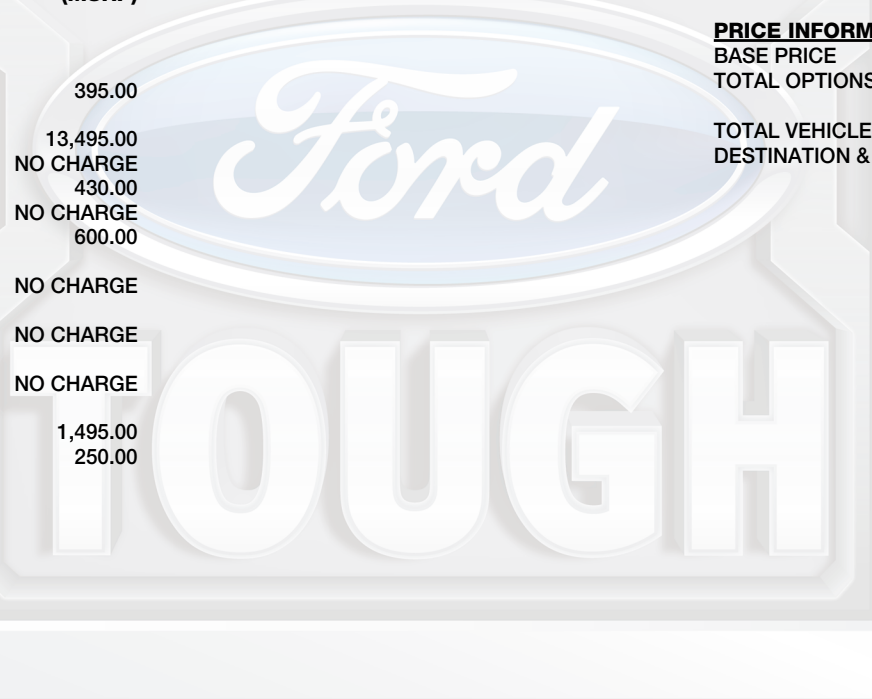 395.00
13,495.00
NO CHARGE
430.00
NO CHARGE
600.00
NO CHARGE
NO CHARGE
NO CHARGE
1,495.00
250.00
PRICE INFORM
BASE PRICE
TOTAL OPTIONS
TOTAL VEHICLE
DESTINATION &
Ford
TOUGH